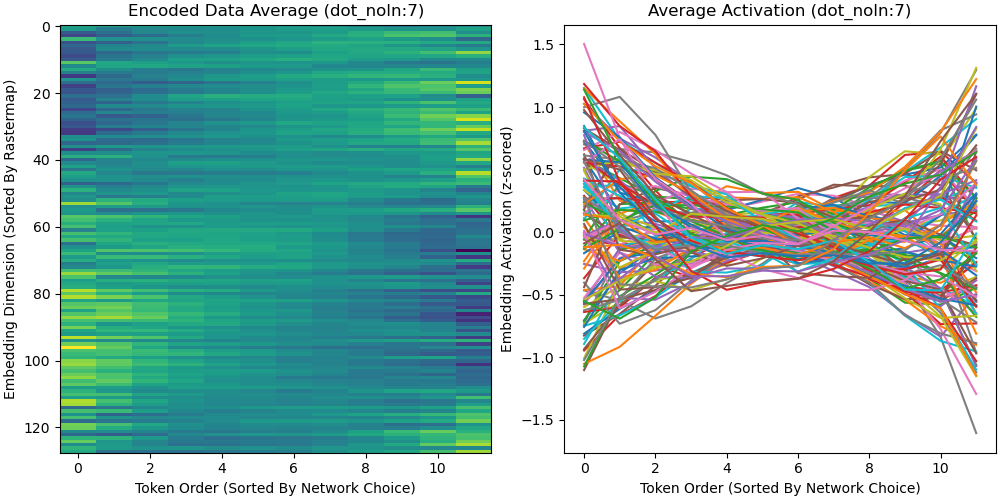 Encoded Data Average (dot_noln:7)
Embedding Dimension (Sorted By Rastermap)
0
20
40
60
80
100
120
0 2 4 6 8 10
Token Order (Sorted By Network Choice)
Average Activation (dot_noln:7)
Embedding Activation (z-scored)
1.5
1.0
0.5
0.0
−0.5
−1.0
−1.5
0 2 4 6 8 10
Token Order (Sorted By Network Choice)